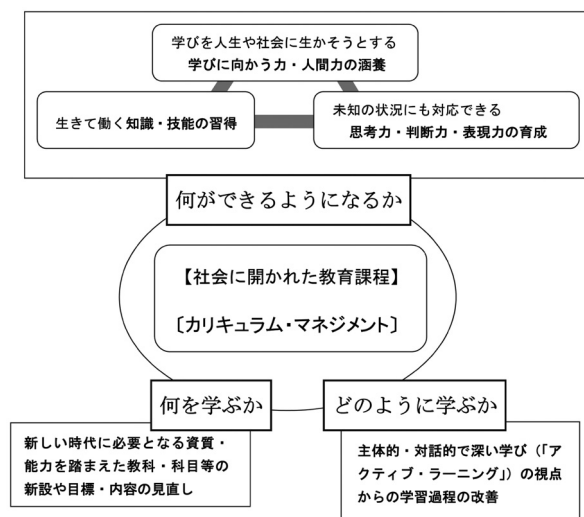 学びを人生や社会に生かそうとする
学びに向かう力・人間力の涵養
生きて働く知識・技能の習得
未知の状況にも対応できる
思考力・判断力・表現力の育成
何ができるようになるか
【社会に開かれた教育課程】
〔カリキュラム・マネジメント〕
何を学ぶか
どのように学ぶか
新しい時代に必要となる資質・
能力を踏まえた教科・科目等の
新設や目標・内容の見直し
主体的・対話的で深い学び(「ア
クティブ・ラーニング」)の視点
からの学習過程の改善